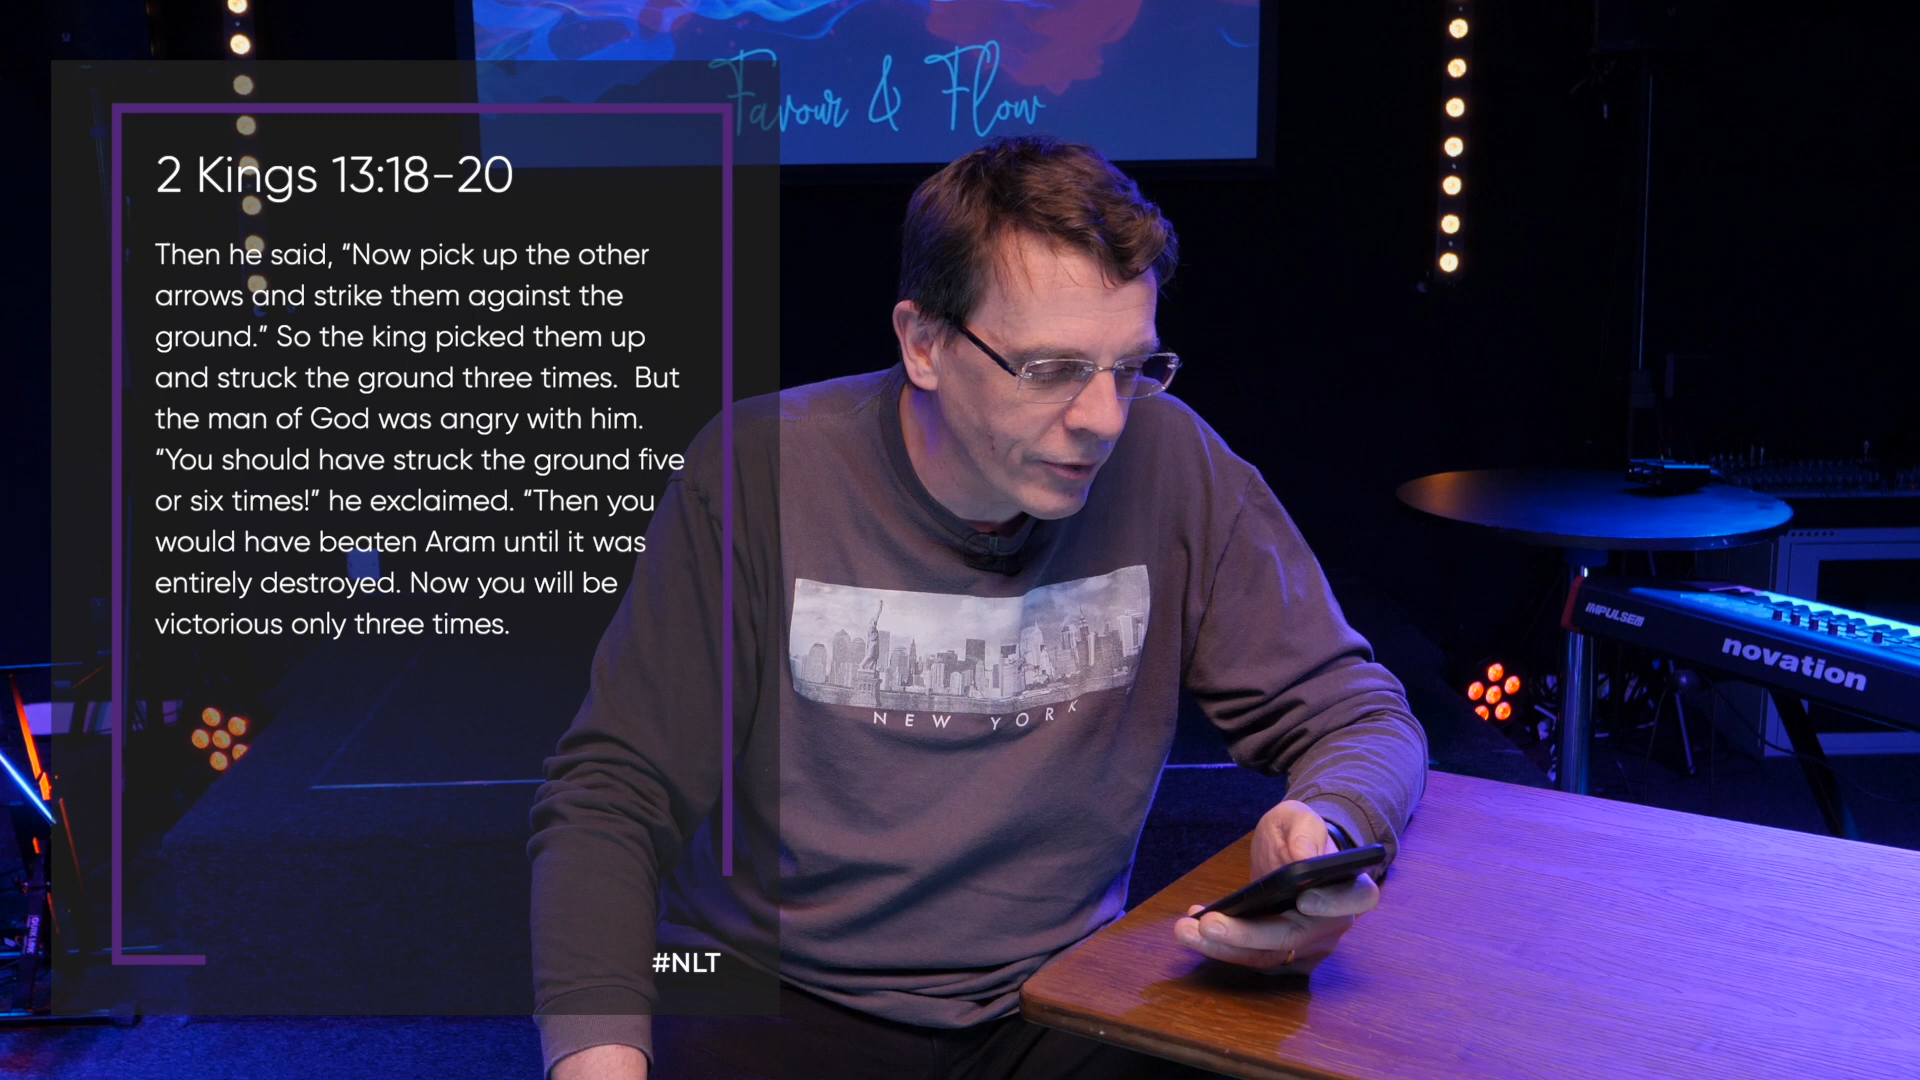 Favour & Flow
2 Kings 13:18-20
Then he said, “Now pick up the other
arrows and strike them against the
ground.” So the king picked them up
and struck the ground three times.  But
the man of God was angry with him.
“You should have struck the ground five
or six times!” he exclaimed. “Then you
would have beaten Aram until it was
entirely destroyed. Now you will be
victorious only three times.
#NLT
NEW YORK
IMPULSE
novation